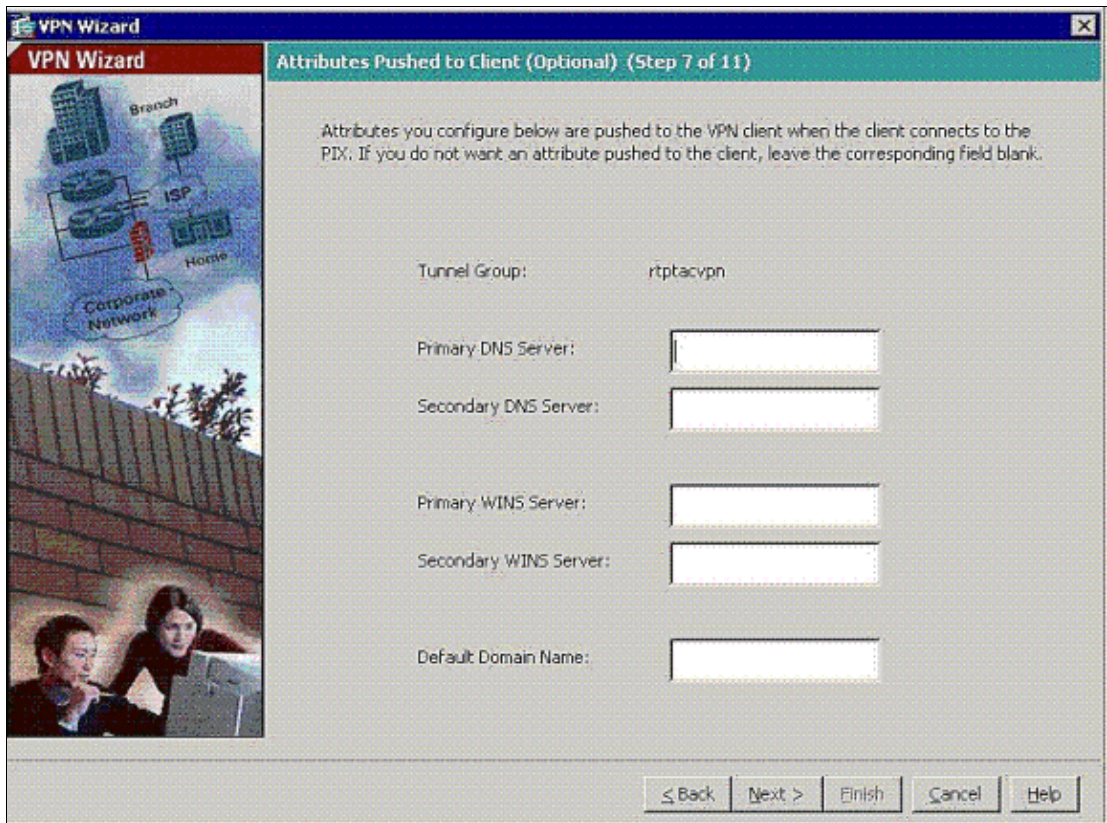 VPN Wizard
VPN Wizard
Attributes Pushed to Client (Optional) (Step 7 of 11)
Branch
ISP
Home
Corporate
Network
Attributes you configure below are pushed to the VPN client when the client connects to the
PIX. If you do not want an attribute pushed to the client, leave the corresponding field blank.
Tunnel Group: rtptacvpn
Primary DNS Server:
Secondary DNS Server:
Primary WINS Server:
Secondary WINS Server:
Default Domain Name:
< Back Next > Finish Cancel Help